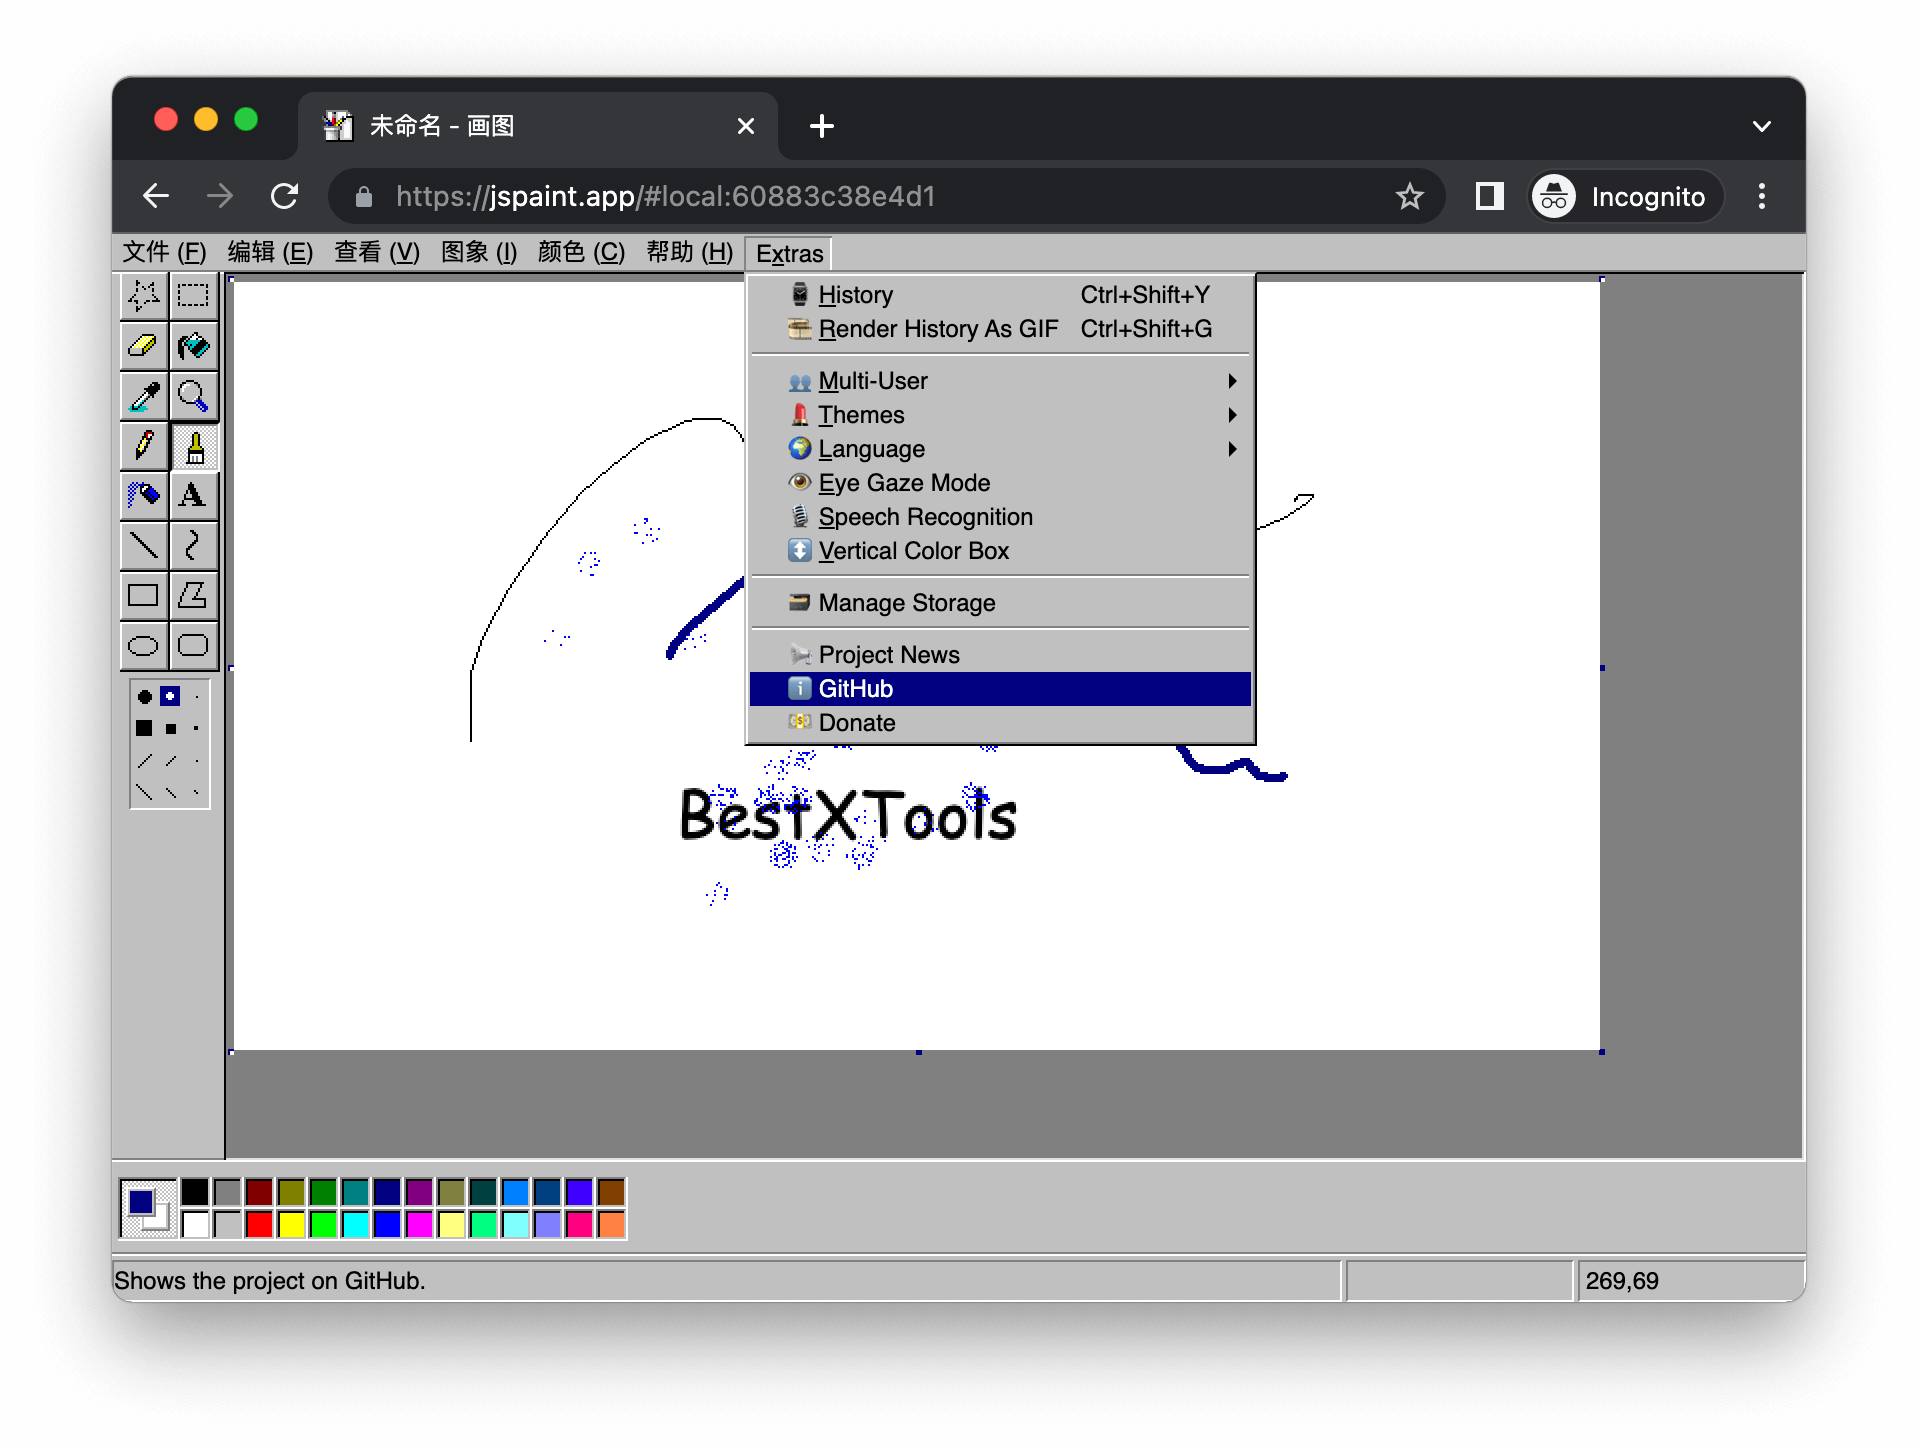 未命名 - 画图
https://jspaint.app/#local:60883c38e4d1
Incognito
文件 (F) 编辑 (E) 查看 (V) 图象 (I) 颜色 (C) 帮助 (H) Extras
History Ctrl+Shift+Y
Render History As GIF Ctrl+Shift+G
Multi-User
Themes
Language
Eye Gaze Mode
Speech Recognition
Vertical Color Box
Manage Storage
Project News
GitHub
Donate
A
BestXTools
Shows the project on GitHub.
269,69